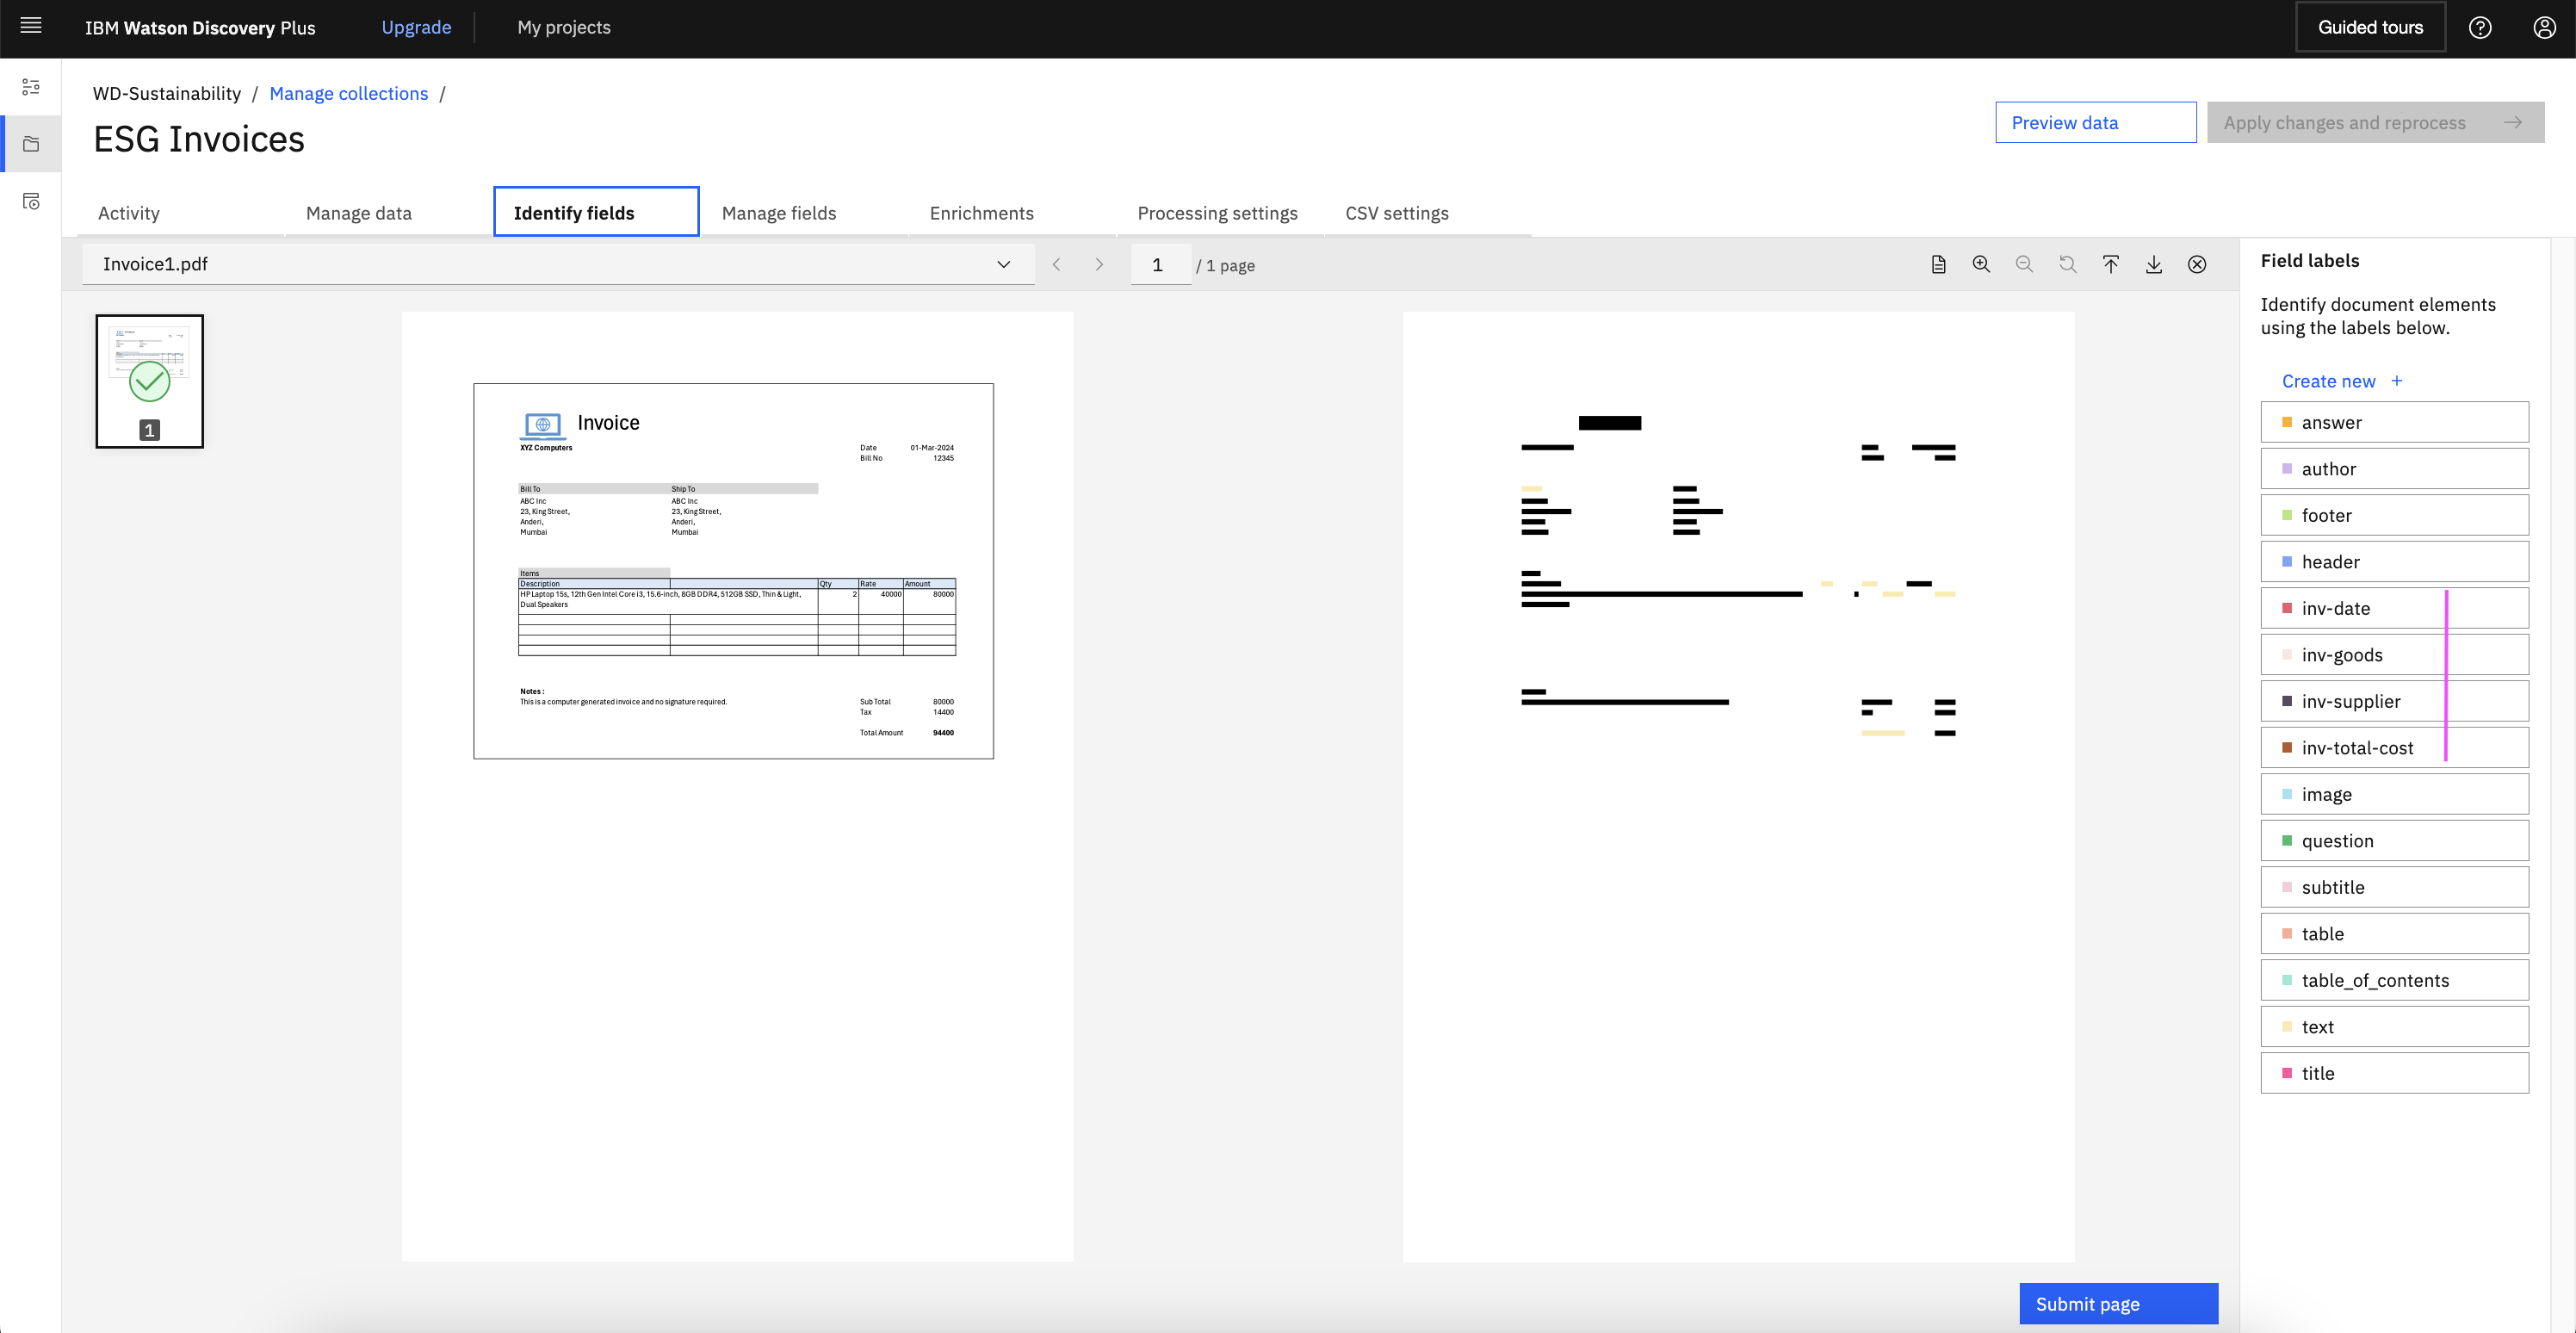 IBM Watson Discovery Plus Upgrade My projects Guided tours
WD-Sustainability / Manage collections /
ESG Invoices
Preview data Apply changes and reprocess
Activity Manage data Identify fields Manage fields Enrichments Processing settings CSV settings
Invoice1.pdf 1 / 1 page
1
Invoice
XYZ Computers
Date 01-Mar-2024
Bill No 12345
Bill To Ship To
ABC Inc ABC Inc
23, King Street, 23, King Street,
Anderi, Anderi,
Mumbai Mumbai
Items
Description Qty Rate Amount
HP Laptop 15s, 12th Gen Intel Core i3, 15.6-inch, 8GB DDR4, 512GB SSD, Thin & Light, 2 40000 80000
Dual Speakers
Notes :
This is a computer generated invoice and no signature required.
Sub Total 80000
Tax 14400
Total Amount 94400
Field labels
Identify document elements
using the labels below.
Create new +
answer
author
footer
header
inv-date
inv-goods
inv-supplier
inv-total-cost
image
question
subtitle
table
table_of_contents
text
title
Submit page